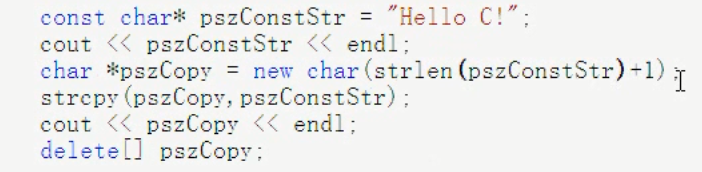 const char* pszConstStr = "Hello C!";
cout << pszConstStr << endl;
char *pszCopy = new char(strlen(pszConstStr)+1);
strcpy(pszCopy,pszConstStr);
cout << pszCopy << endl;
delete[] pszCopy;